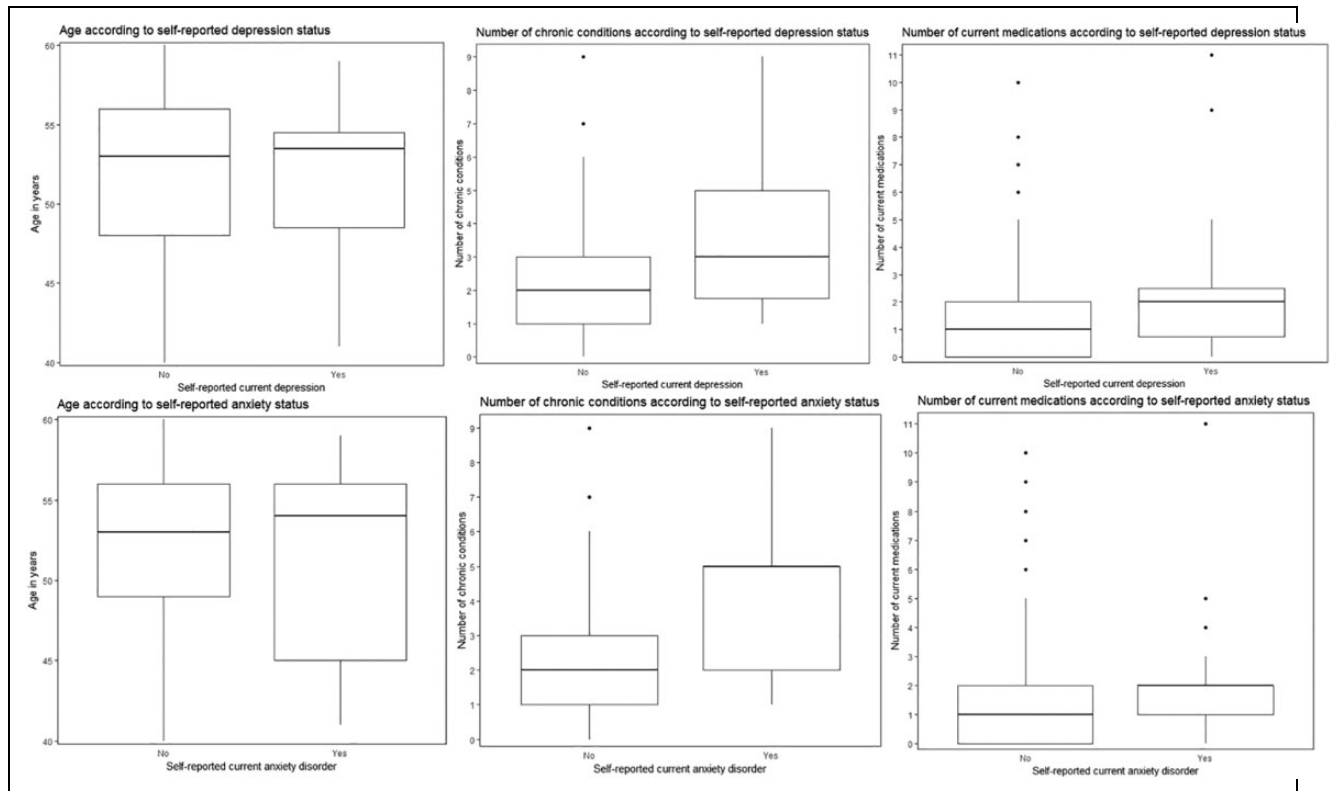 Age according to self-reported depression status
60
55
50
45
40
Age in years
No
Yes
Self-reported current depression
Number of chronic conditions according to self-reported depression status
9
8
7
6
5
4
3
2
1
0
Number of chronic conditions
No
Yes
Self-reported current depression
Number of current medications according to self-reported depression status
11
10
9
8
7
6
5
4
3
2
1
0
Number of current medications
No
Yes
Self-reported current depression
Age according to self-reported anxiety status
60
55
50
45
40
Age in years
No
Yes
Self-reported current anxiety disorder
Number of chronic conditions according to self-reported anxiety status
9
8
7
6
5
4
3
2
1
0
Number of chronic conditions
No
Yes
Self-reported current anxiety disorder
Number of current medications according to self-reported anxiety status
11
10
9
8
7
6
5
4
3
2
1
0
Number of current medications
No
Yes
Self-reported current anxiety disorder